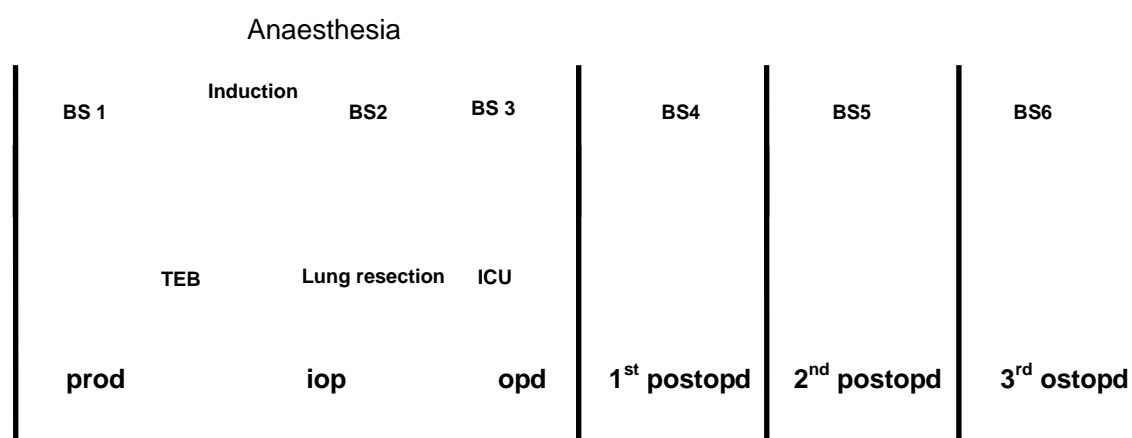 Anaesthesia
Induction
BS 1 BS2 BS 3 BS4 BS5 BS6
TEB Lung resection ICU
prod iop opd 1st postopd 2nd postopd 3rd ostopd